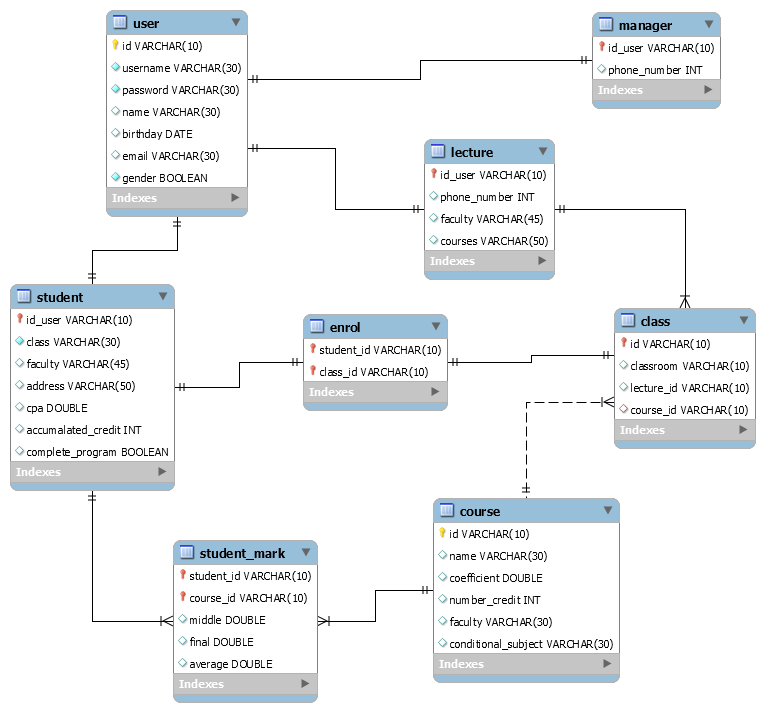 user
id VARCHAR(10)
username VARCHAR(30)
password VARCHAR(30)
name VARCHAR(30)
birthday DATE
email VARCHAR(30)
gender BOOLEAN
Indexes
manager
id_user VARCHAR(10)
phone_number INT
Indexes
lecture
id_user VARCHAR(10)
phone_number INT
faculty VARCHAR(45)
courses VARCHAR(50)
Indexes
student
id_user VARCHAR(10)
class VARCHAR(30)
faculty VARCHAR(45)
address VARCHAR(50)
cpa DOUBLE
accumalated_credit INT
complete_program BOOLEAN
Indexes
enrol
student_id VARCHAR(10)
class_id VARCHAR(10)
Indexes
class
id VARCHAR(10)
classroom VARCHAR(10)
lecture_id VARCHAR(10)
course_id VARCHAR(10)
Indexes
student_mark
student_id VARCHAR(10)
course_id VARCHAR(10)
middle DOUBLE
final DOUBLE
average DOUBLE
Indexes
course
id VARCHAR(10)
name VARCHAR(30)
coefficient DOUBLE
number_credit INT
faculty VARCHAR(30)
conditional_subject VARCHAR(30)
Indexes